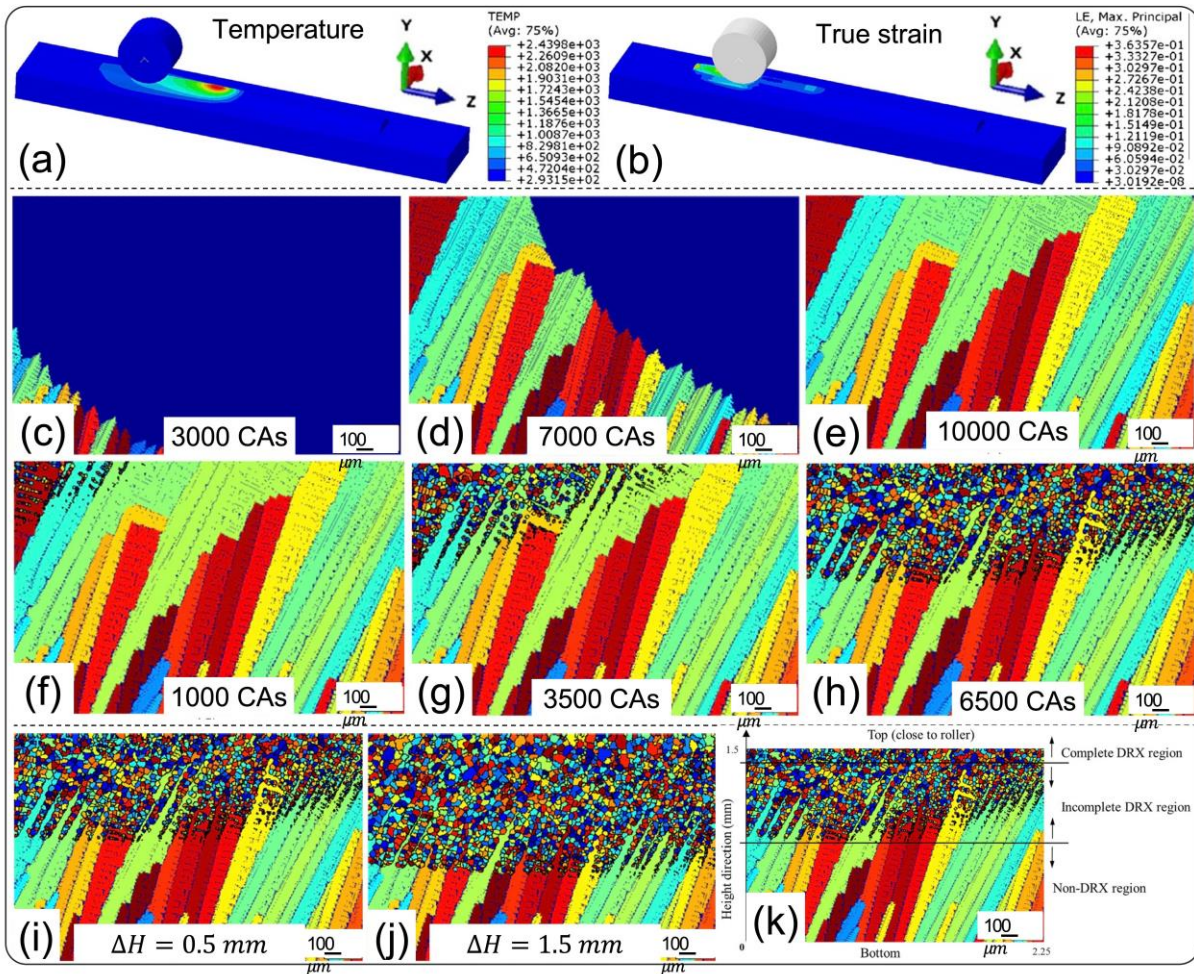 Temperature
TEMP
(Avg: 75%)
+2.4398e+03
+2.2609e+03
+2.0820e+03
+1.9031e+03
+1.7243e+03
+1.5454e+03
+1.3665e+03
+1.1876e+03
+1.0087e+03
+8.2981e+02
+6.5093e+02
+4.7204e+02
+2.9315e+02
Y
X
Z
(a)
True strain
LE, Max. Principal
(Avg: 75%)
+3.6357e-01
+3.3327e-01
+3.0297e-01
+2.7267e-01
+2.4238e-01
+2.1208e-01
+1.8178e-01
+1.5149e-01
+1.2119e-01
+9.0892e-02
+6.0594e-02
+3.0297e-02
+3.0192e-08
Y
X
Z
(b)
(c)
3000 CAs
100
μm
(d)
7000 CAs
100
μm
(e)
10000 CAs
100
μm
(f)
1000 CAs
100
μm
(g)
3500 CAs
100
μm
(h)
6500 CAs
100
μm
(i)
ΔH = 0.5 mm
100
μm
(j)
ΔH = 1.5 mm
100
μm
Top (close to roller)
1.5
Complete DRX region
Incomplete DRX region
Height direction (mm)
Non-DRX region
(k)
100
μm
0
Bottom
2.25